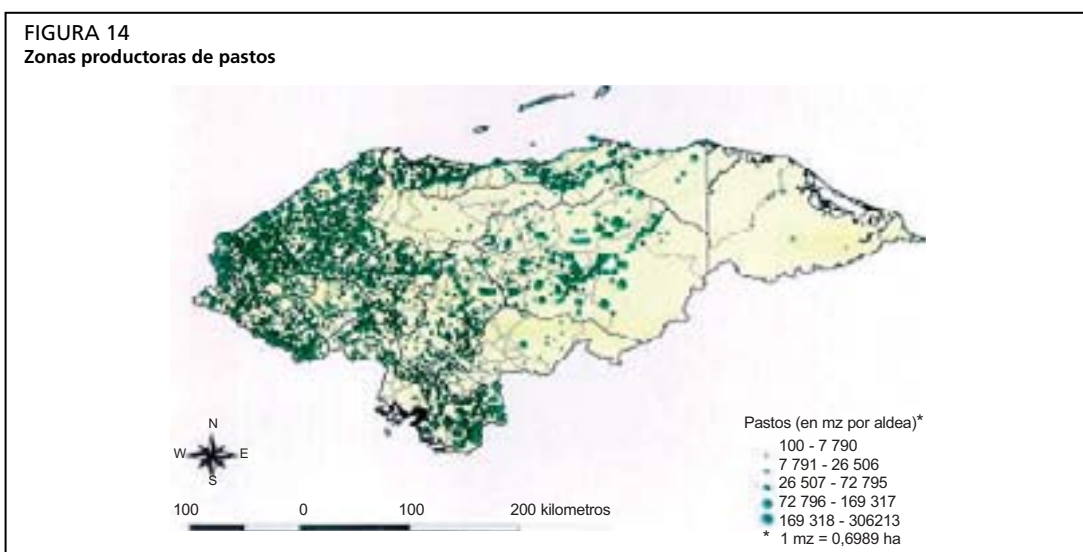 FIGURA 14
Zonas productoras de pastos
N
W E
S
100 0 100 200 kilometros
Pastos (en mz por aldea)*
100 - 7 790
7 791 - 26 506
26 507 - 72 795
72 796 - 169 317
169 318 - 306213
* 1 mz = 0,6989 ha